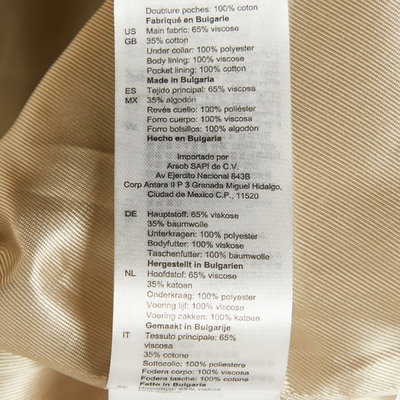 Doublure poches: 100% coton
Fabriqué en Bulgarie
US Main fabric: 65% viscose
GB 35% cotton
Under collar: 100% polyester
Body lining: 100% viscose
Pocket lining: 100% cotton
Made in Bulgaria
ES Tejido principal: 65% viscosa
MX 35% algodón
Revés cuello: 100% poliéster
Forro cuerpo: 100% viscosa
Forro bolsillos: 100% algodón
Hecho en Bulgaria
Importado por
Arsob SAPI de C.V.
Av Ejercito Nacional 843B
Corp Antara II P 3 Granada Miguel Hidalgo,
Ciudad de Mexico C.P., 11520
DE Hauptstoff: 65% viskose
35% baumwolle
Unterkragen: 100% polyester
Bodyfutter: 100% viskose
Taschenfutter: 100% baumwolle
Hergestellt in Bulgarien
NL Hoofdstof: 65% viscose
35% katoen
Onderkraag: 100% polyester
Voering lijf: 100% viscose
Voering zakken: 100% katoen
Gemaakt in Bulgarije
IT Tessuto principale: 65%
viscosa
35% cotone
Sottocollo: 100% poliestere
Fodera corpo: 100% viscosa
Fodera tasche: 100% cotone
Fatto in Bulgaria